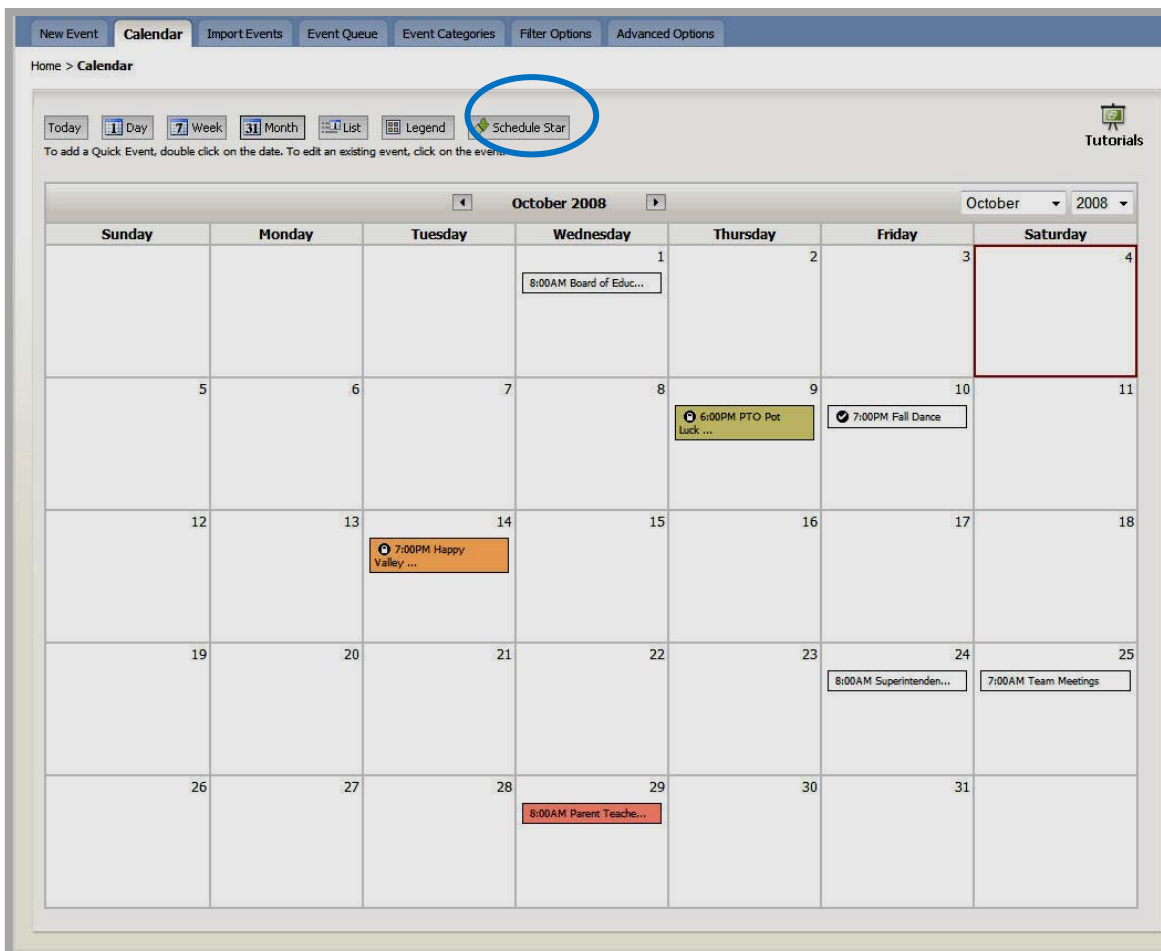 New Event Calendar Import Events Event Queue Event Categories Filter Options Advanced Options
Home > Calendar
Today 1 Day 7 Week 31 Month List Legend Schedule Star
Tutorials
To add a Quick Event, double click on the date. To edit an existing event, click on the event.
October 2008 October 2008
Sunday Monday Tuesday Wednesday Thursday Friday Saturday
1 2 3 4
8:00AM Board of Educ...
5 6 7 8 9 10 11
6:00PM PTO Pot
Luck ...
7:00PM Fall Dance
12 13 14 15 16 17 18
7:00PM Happy
Valley ...
19 20 21 22 23 24 25
8:00AM Superintenden... 7:00AM Team Meetings
26 27 28 29 30 31
8:00AM Parent Teache...